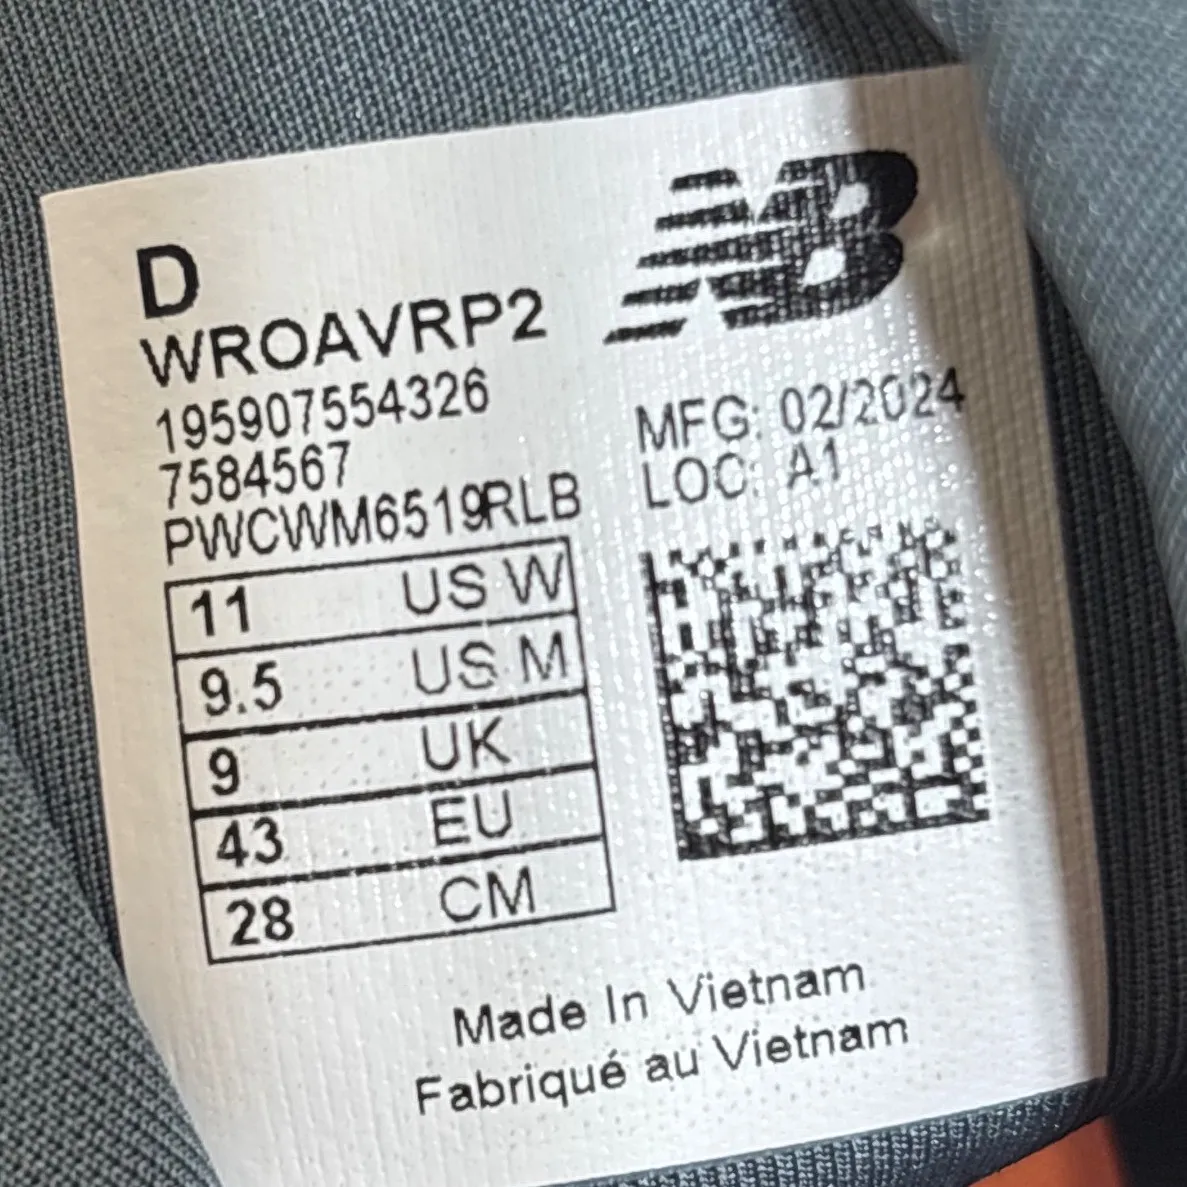 D
NB
WROAVRP2
195907554326
7584567
PWCWM6519RLB
MFG: 02/2024
LOC: A1
11 US W
9.5 US M
9 UK
43 EU
28 CM
Made In Vietnam
Fabriqué au Vietnam